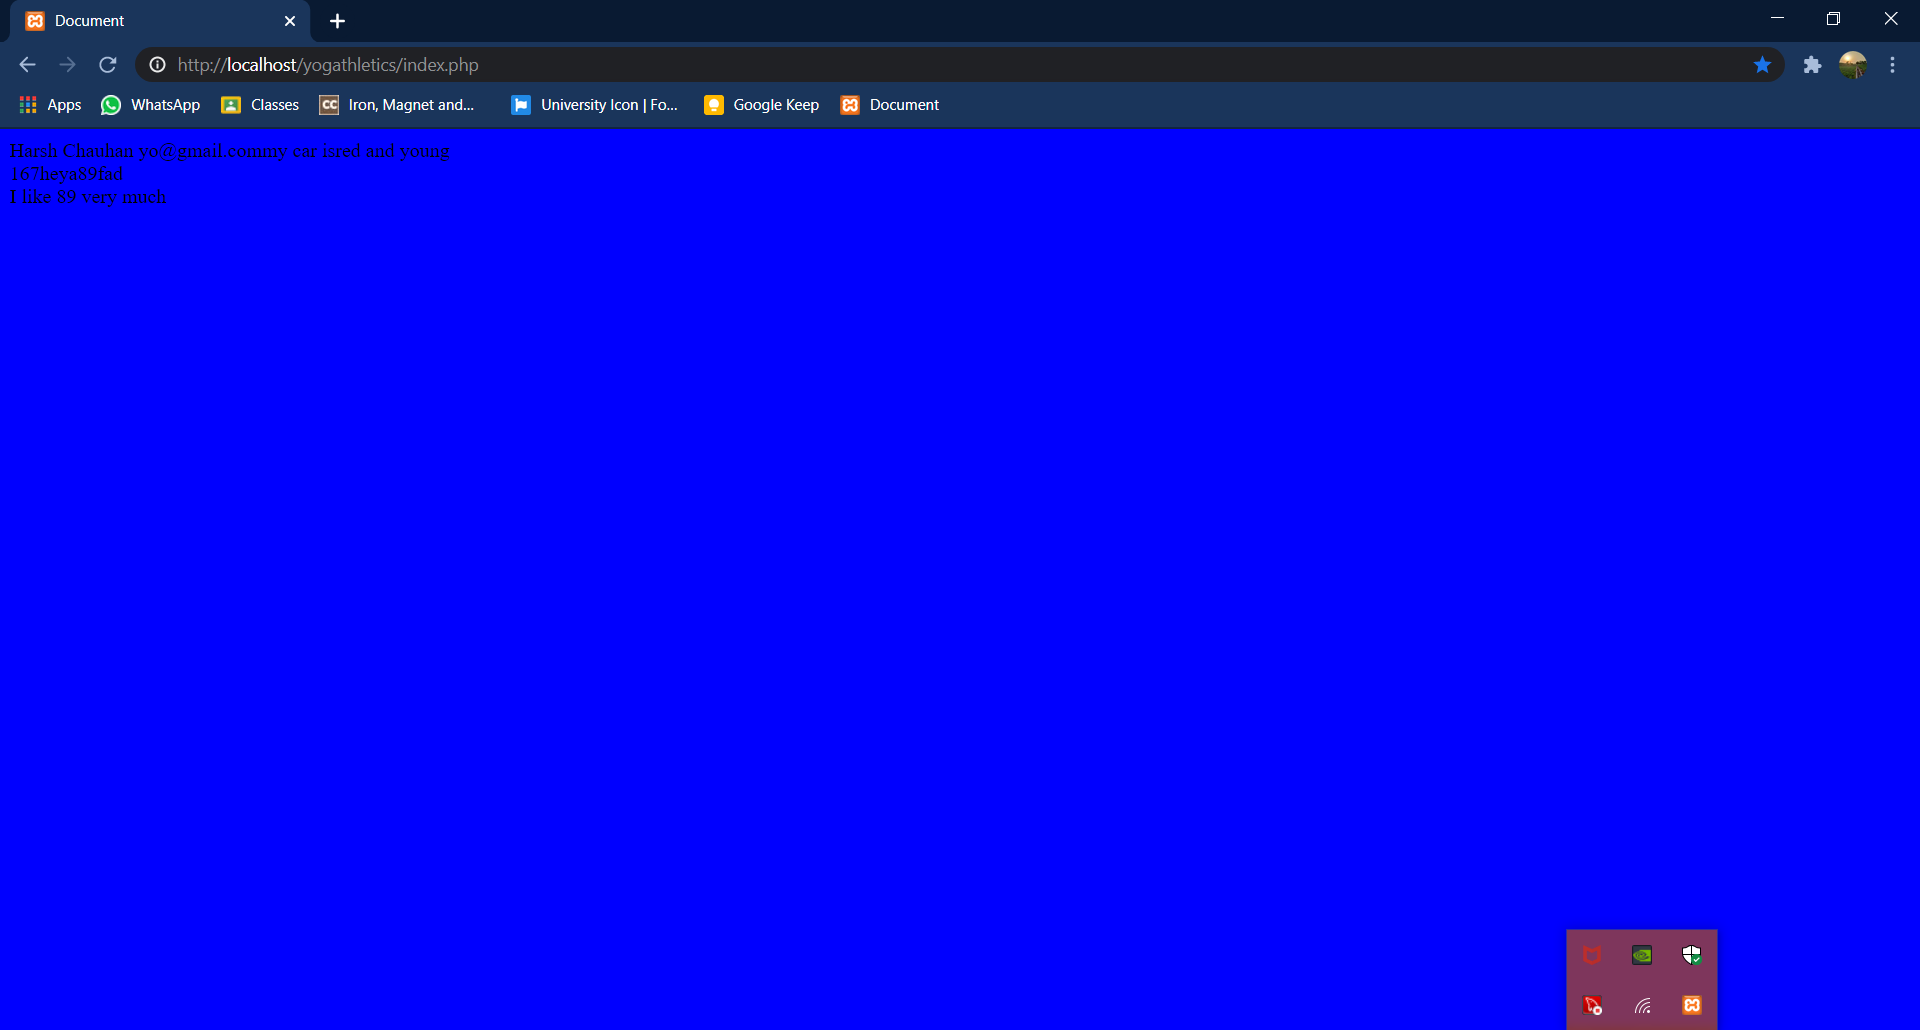 Document
http://localhost/yogathletics/index.php
Apps WhatsApp Classes CC Iron, Magnet and... University Icon | Fo... Google Keep Document
Harsh Chauhan yo@gmail.commy car isred and young
167heya89fad
I like 89 very much